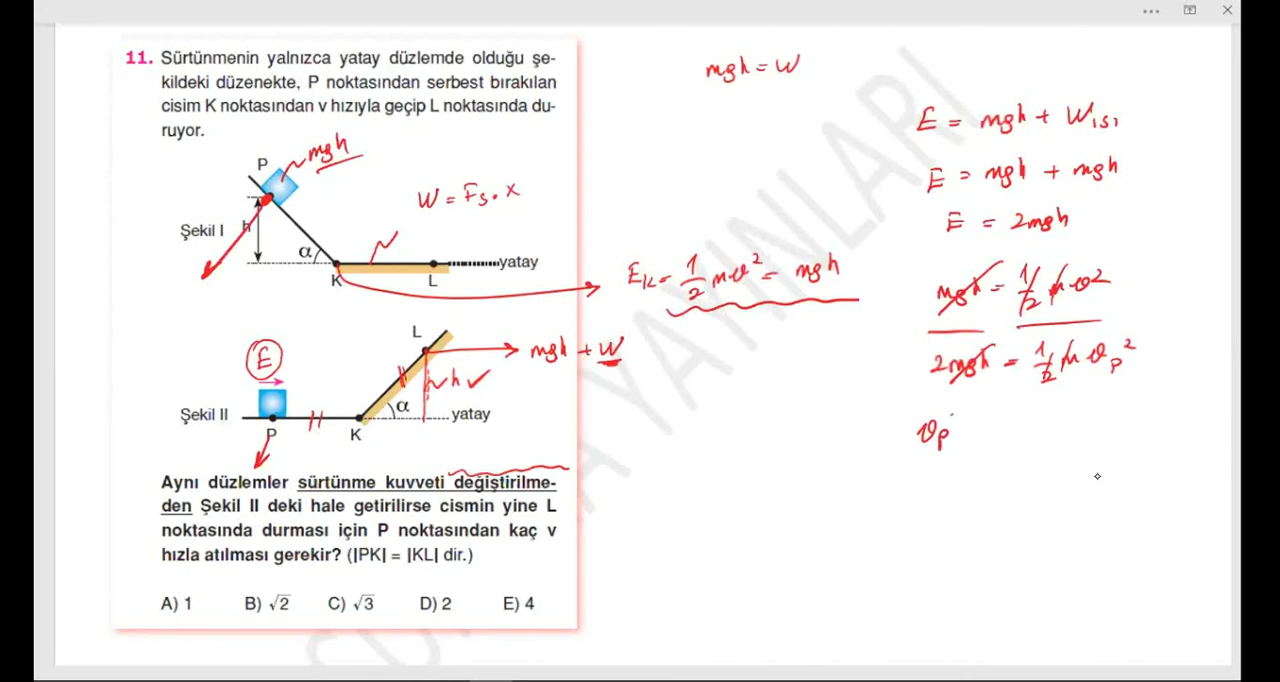 11. Sürtünmenin yalnızca yatay düzlemde olduğu şe-
kildeki düzenekte, P noktasından serbest bırakılan
cisim K noktasından v hızıyla geçip L noktasında du-
ruyor.
P
mgh
W = Fs . x
Şekil I
h
α
yatay
K
L
L
E
mgh + W
h
Şekil II
α
yatay
P
K
Aynı düzlemler sürtünme kuvveti değiştirilme-
den Şekil II deki hale getirilirse cismin yine L
noktasında durması için P noktasından kaç v
hızla atılması gerekir? (|PK| = |KL| dir.)
A) 1 B) √2 C) √3 D) 2 E) 4
mgh = W
Ek = 1/2 mv² = mgh
E = mgh + Wısı
E = mgh + mgh
E = 2mgh
mgh = 1/2 mv²
2mgh = 1/2 m vp²
vp
SUNA YAYINLARI